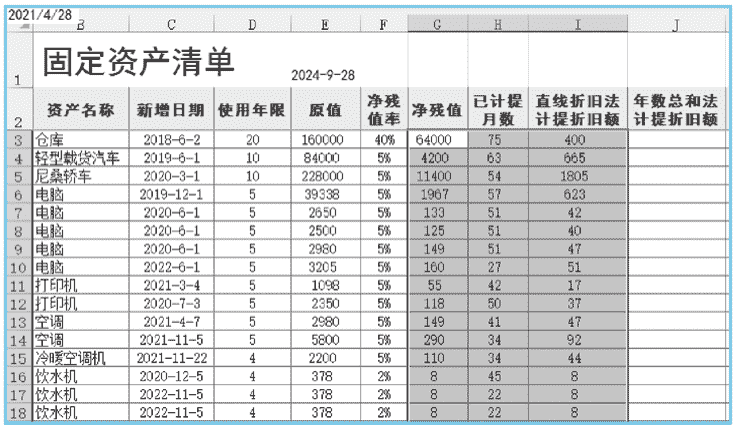 2021/4/28
B C D E F G H I J
1 固定资产清单 2024-9-28
2 资产名称 新增日期 使用年限 原值 净残值率 净残值 已计提月数 直线折旧法计提折旧额 年数总和法计提折旧额
3 仓库 2018-6-2 20 160000 40% 64000 75 400
4 轻型载货汽车 2019-6-1 10 84000 5% 4200 63 665
5 尼桑轿车 2020-3-1 10 228000 5% 11400 54 1805
6 电脑 2019-12-1 5 39338 5% 1967 57 623
7 电脑 2020-6-1 5 2650 5% 133 51 42
8 电脑 2020-6-1 5 2500 5% 125 51 40
9 电脑 2020-6-1 5 2980 5% 149 51 47
10 电脑 2022-6-1 5 3205 5% 160 27 51
11 打印机 2021-3-4 5 1098 5% 55 42 17
12 打印机 2020-7-3 5 2350 5% 118 50 37
13 空调 2021-4-7 5 2980 5% 149 41 47
14 空调 2021-11-5 5 5800 5% 290 34 92
15 冷暖空调机 2021-11-22 4 2200 5% 110 34 44
16 饮水机 2020-12-5 4 378 2% 8 45 8
17 饮水机 2022-11-5 4 378 2% 8 22 8
18 饮水机 2022-11-5 4 378 2% 8 22 8